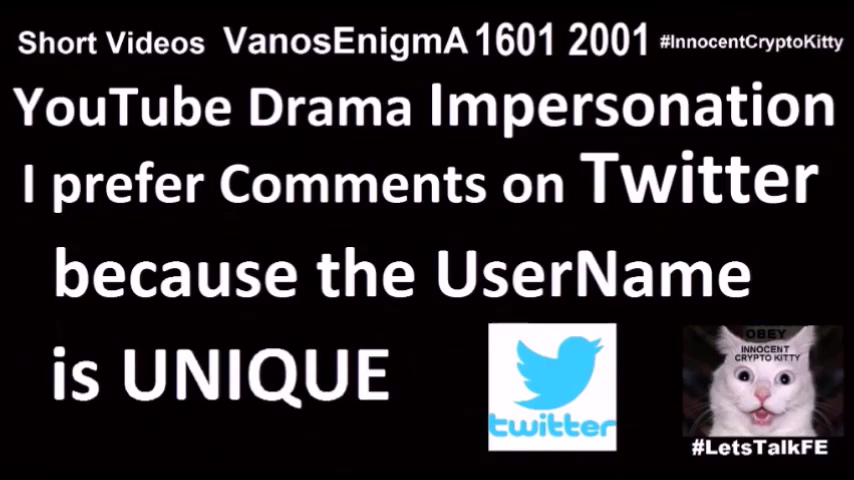 Short Videos VanosEnigmA 1601 2001 #InnocentCryptoKitty
YouTube Drama Impersonation
I prefer Comments on Twitter
because the UserName
is UNIQUE
twitter
OBEY
INNOCENT
CRYPTO KITTY
#LetsTalkFE